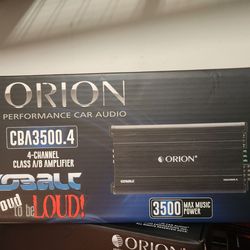 ORION
PERFORMANCE CAR AUDIO
CBA3500.4
4-CHANNEL
CLASS A/B AMPLIFIER
COBALT
to be LOUD!
ORION
COBALT
3500 MAX MUSIC
POWER
ORION